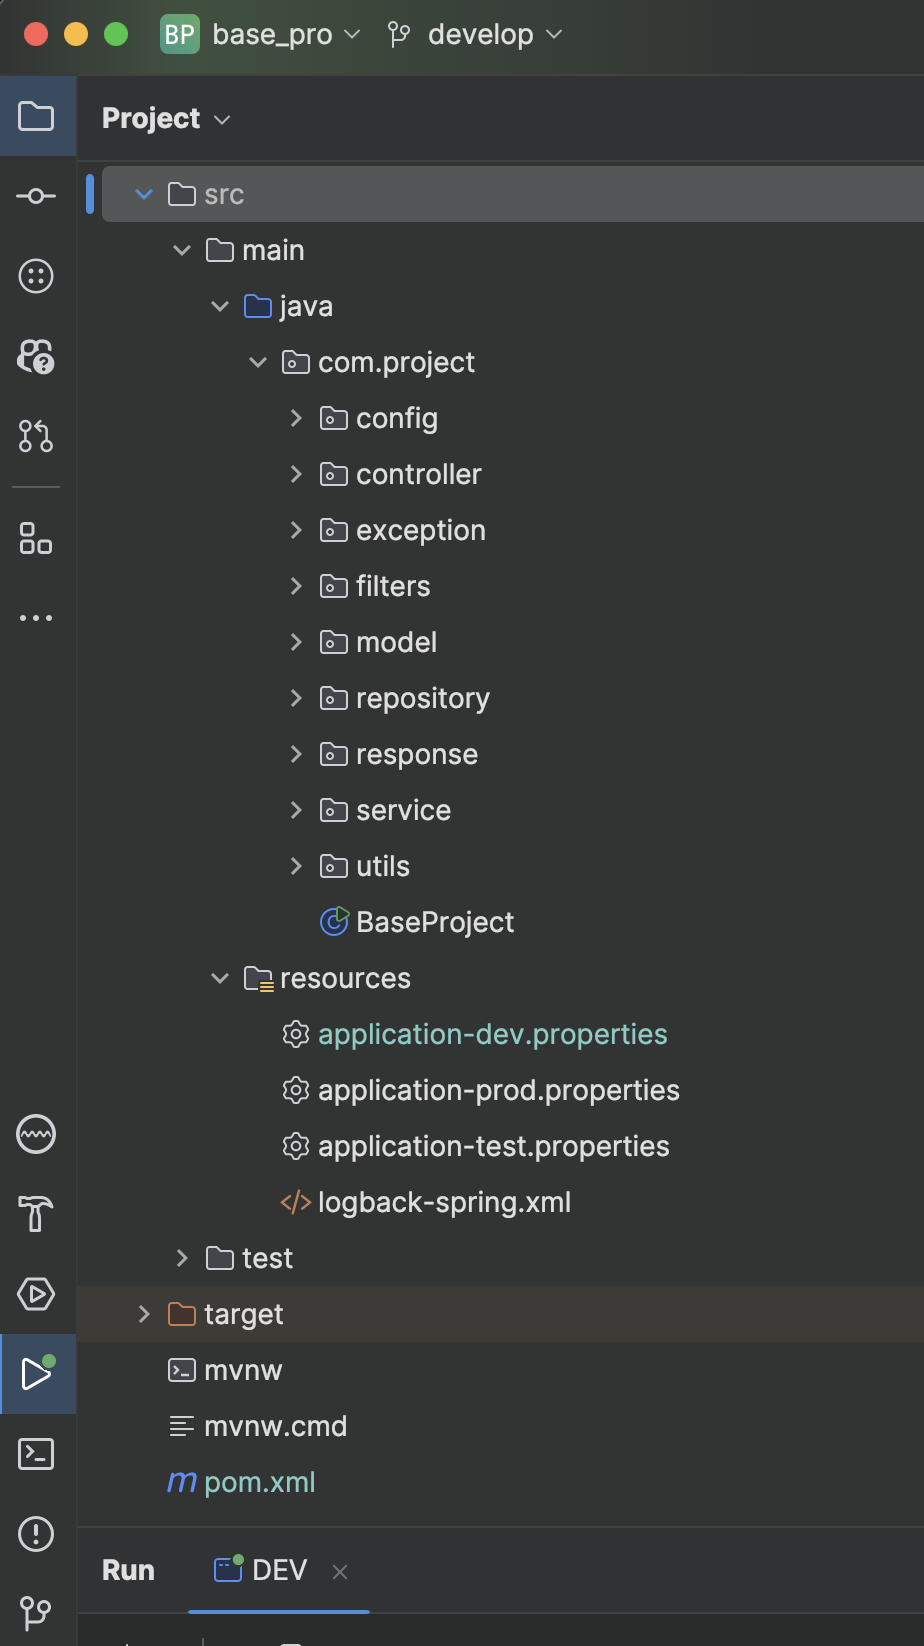 BP base_pro develop
Project
src
main
java
com.project
config
controller
exception
filters
model
repository
response
service
utils
BaseProject
resources
application-dev.properties
application-prod.properties
application-test.properties
logback-spring.xml
test
target
mvnw
mvnw.cmd
pom.xml
Run DEV